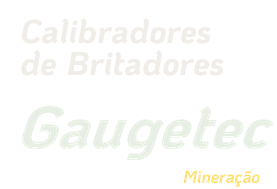 Calibradores
de Britadores
Gaugetec
Mineração